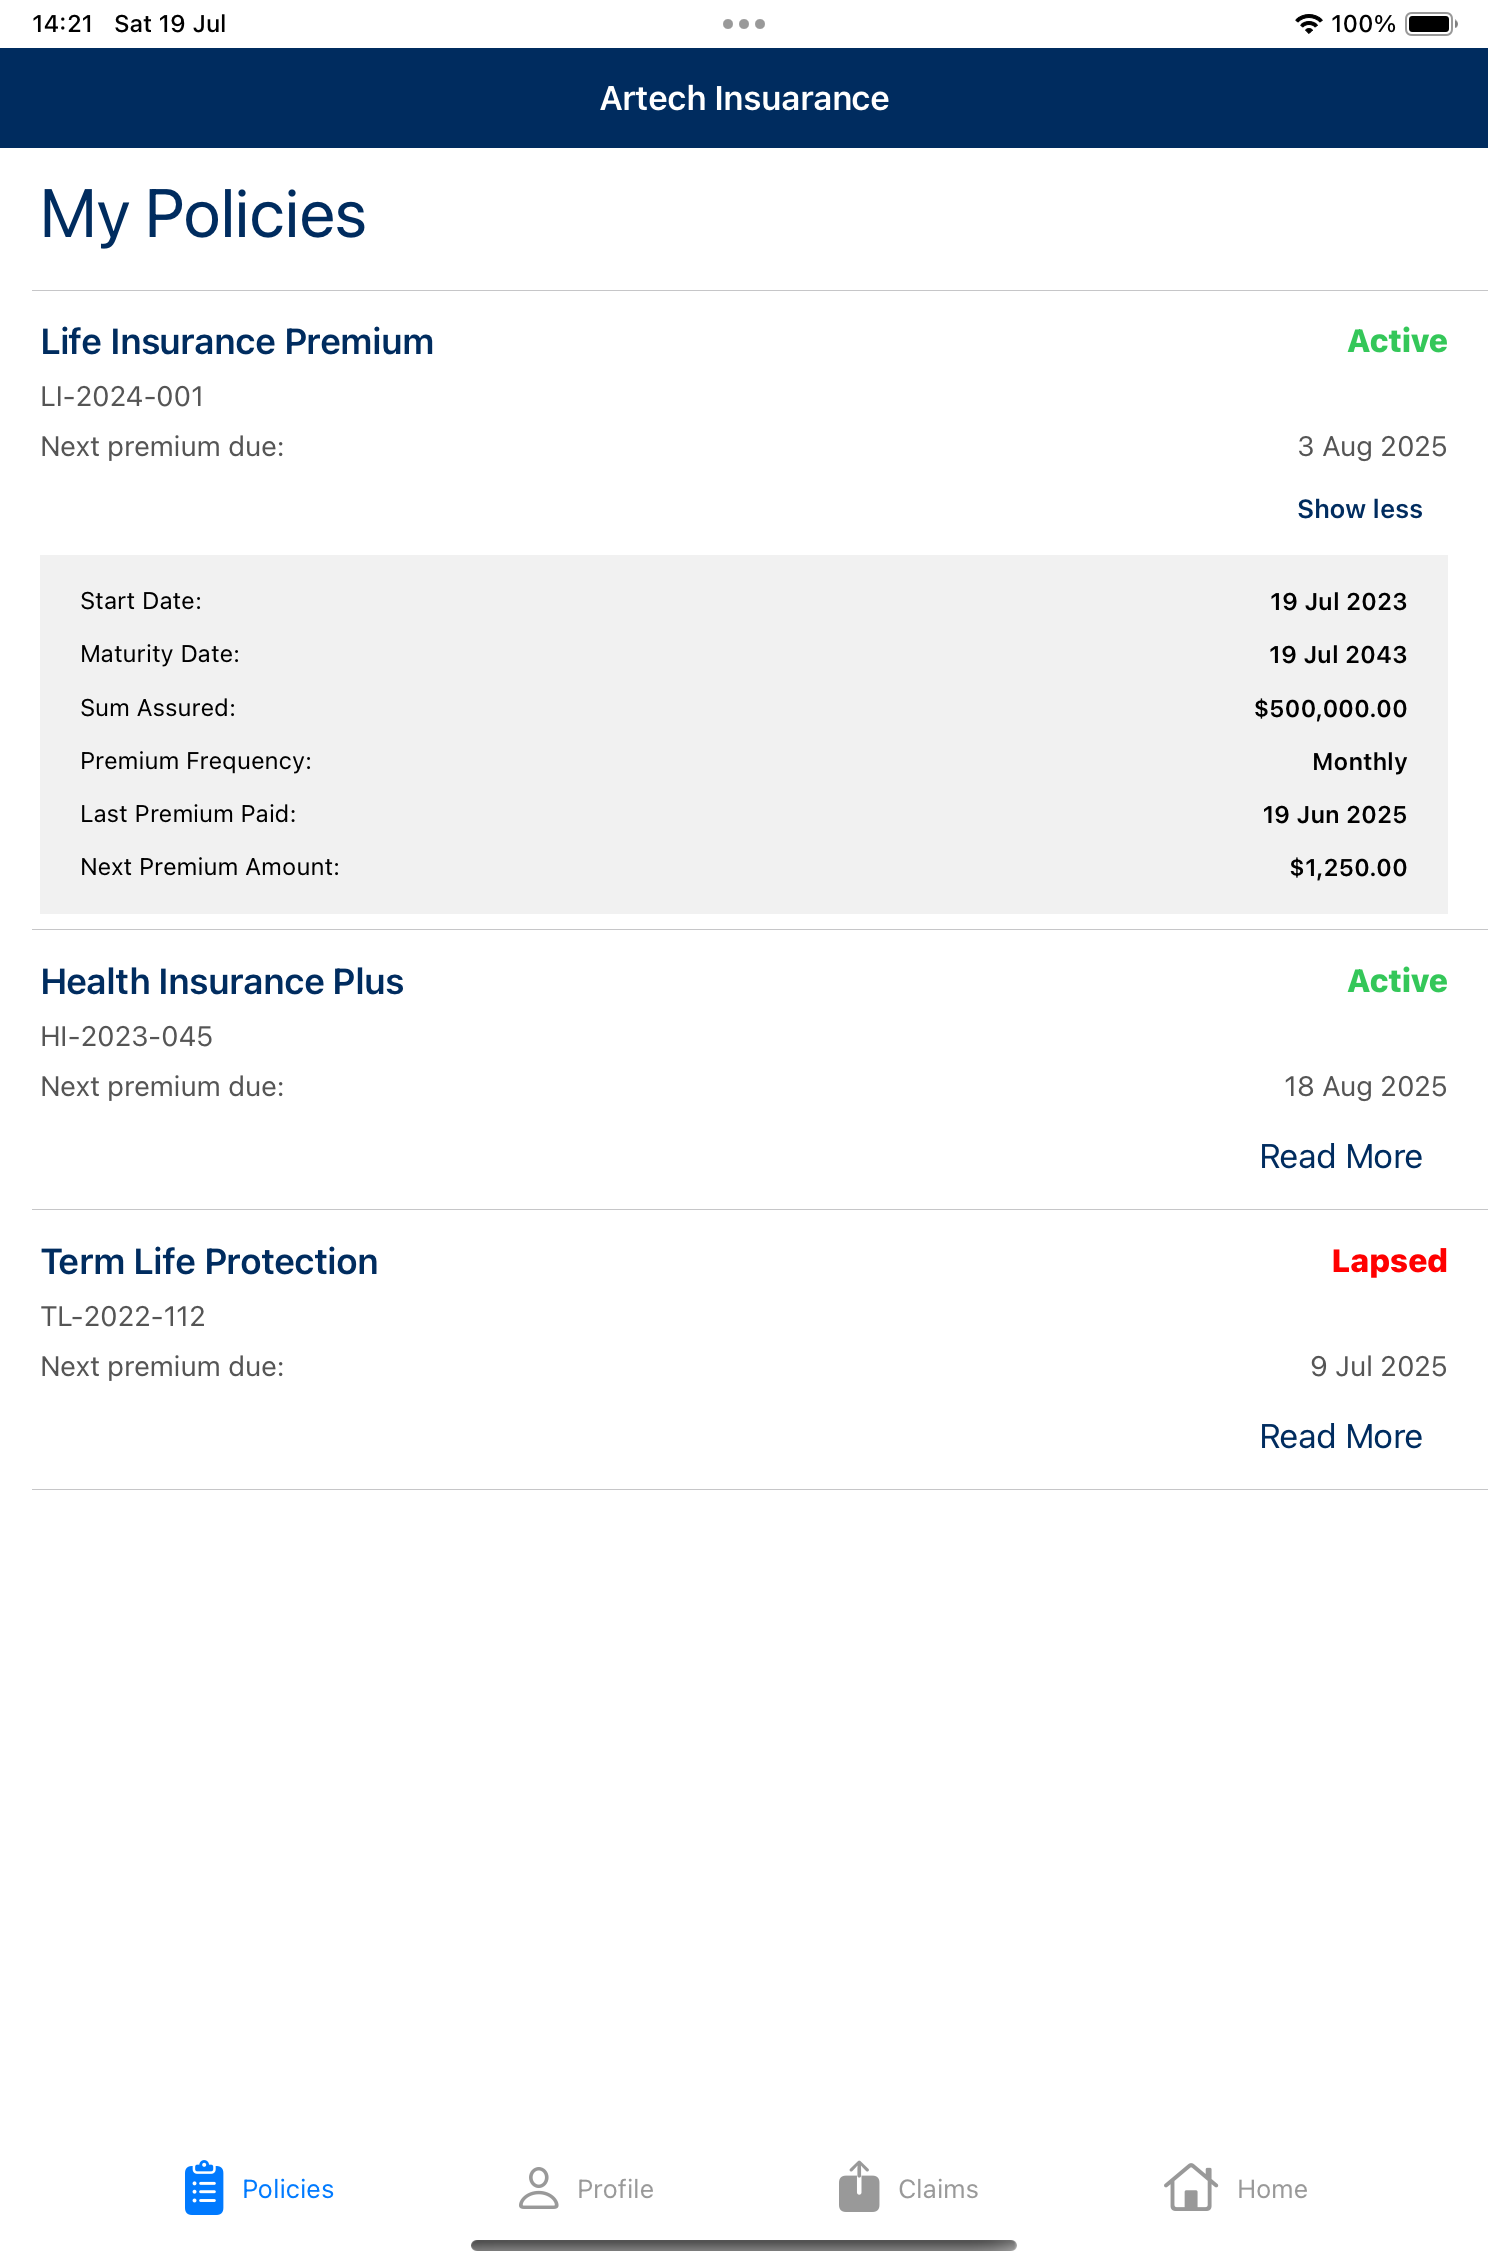 14:21 Sat 19 Jul 100%
Artech Insuarance
My Policies
Life Insurance Premium Active
LI-2024-001
Next premium due: 3 Aug 2025
Show less
Start Date: 19 Jul 2023
Maturity Date: 19 Jul 2043
Sum Assured: $500,000.00
Premium Frequency: Monthly
Last Premium Paid: 19 Jun 2025
Next Premium Amount: $1,250.00
Health Insurance Plus Active
HI-2023-045
Next premium due: 18 Aug 2025
Read More
Term Life Protection Lapsed
TL-2022-112
Next premium due: 9 Jul 2025
Read More
Policies Profile Claims Home